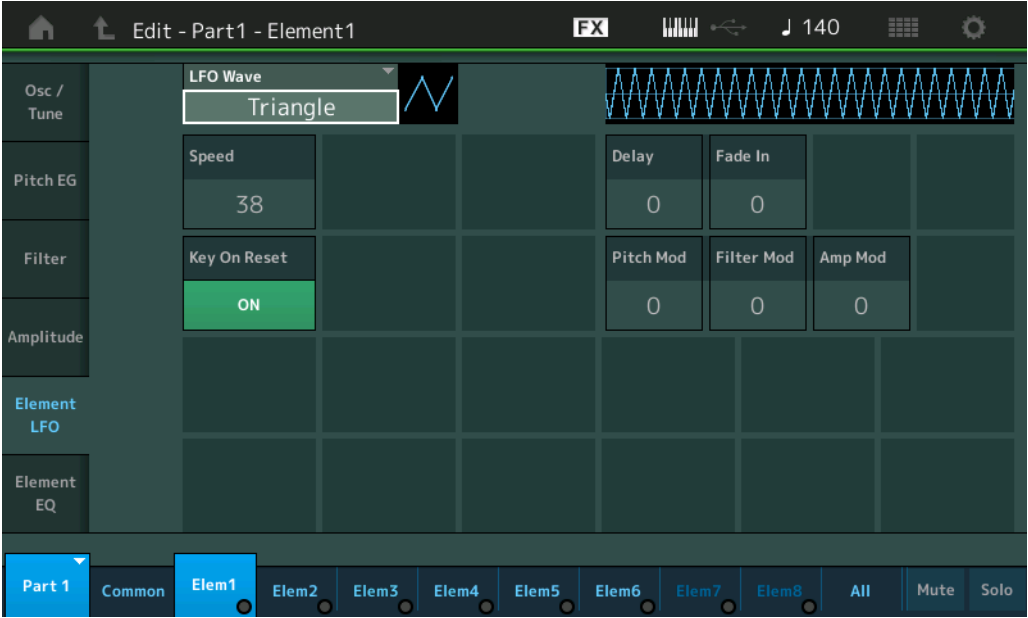 Edit - Part1 - Element1
FX
♩ 140
Osc /
Tune
Pitch EG
Filter
Amplitude
Element
LFO
Element
EQ
LFO Wave
Triangle
Speed
38
Key On Reset
ON
Delay
0
Fade In
0
Pitch Mod
0
Filter Mod
0
Amp Mod
0
Part 1
Common
Elem1
Elem2
Elem3
Elem4
Elem5
Elem6
Elem7
Elem8
All
Mute
Solo